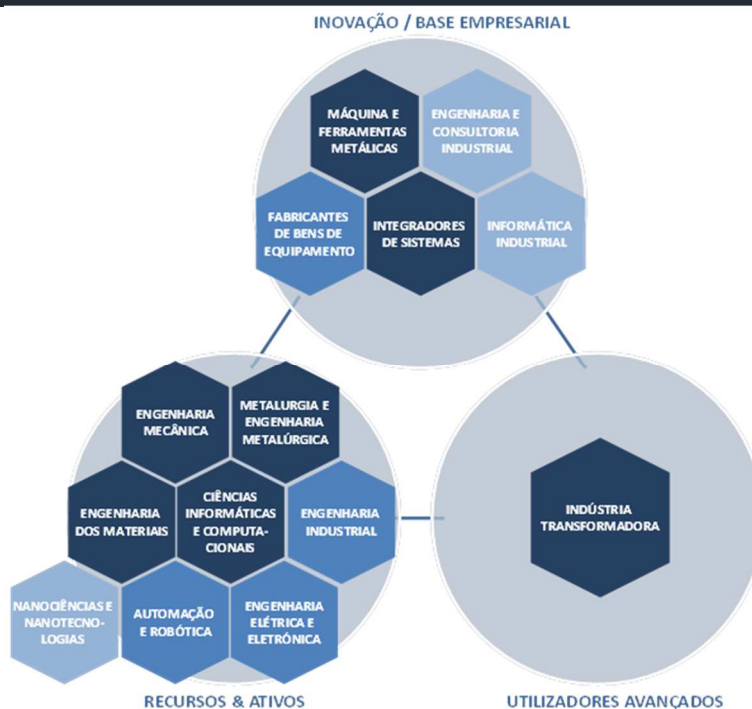 INOVAÇÃO / BASE EMPRESARIAL
MÁQUINA E
FERRAMENTAS
METÁLICAS
ENGENHARIA E
CONSULTORIA
INDUSTRIAL
FABRICANTES
DE BENS DE
EQUIPAMENTO
INTEGRADORES
DE SISTEMAS
INFORMÁTICA
INDUSTRIAL
ENGENHARIA
MECÂNICA
METALURGIA E
ENGENHARIA
METALÚRGICA
ENGENHARIA
DOS MATERIAIS
CIÊNCIAS
INFORMÁTICAS
E COMPUTA-
CIONAIS
ENGENHARIA
INDUSTRIAL
INDÚSTRIA
TRANSFORMADORA
NANOCIÊNCIAS E
NANOTECNO-
LOGIAS
AUTOMAÇÃO
E ROBÓTICA
ENGENHARIA
ELÉTRICA E
ELETRÓNICA
RECURSOS & ATIVOS
UTILIZADORES AVANÇADOS